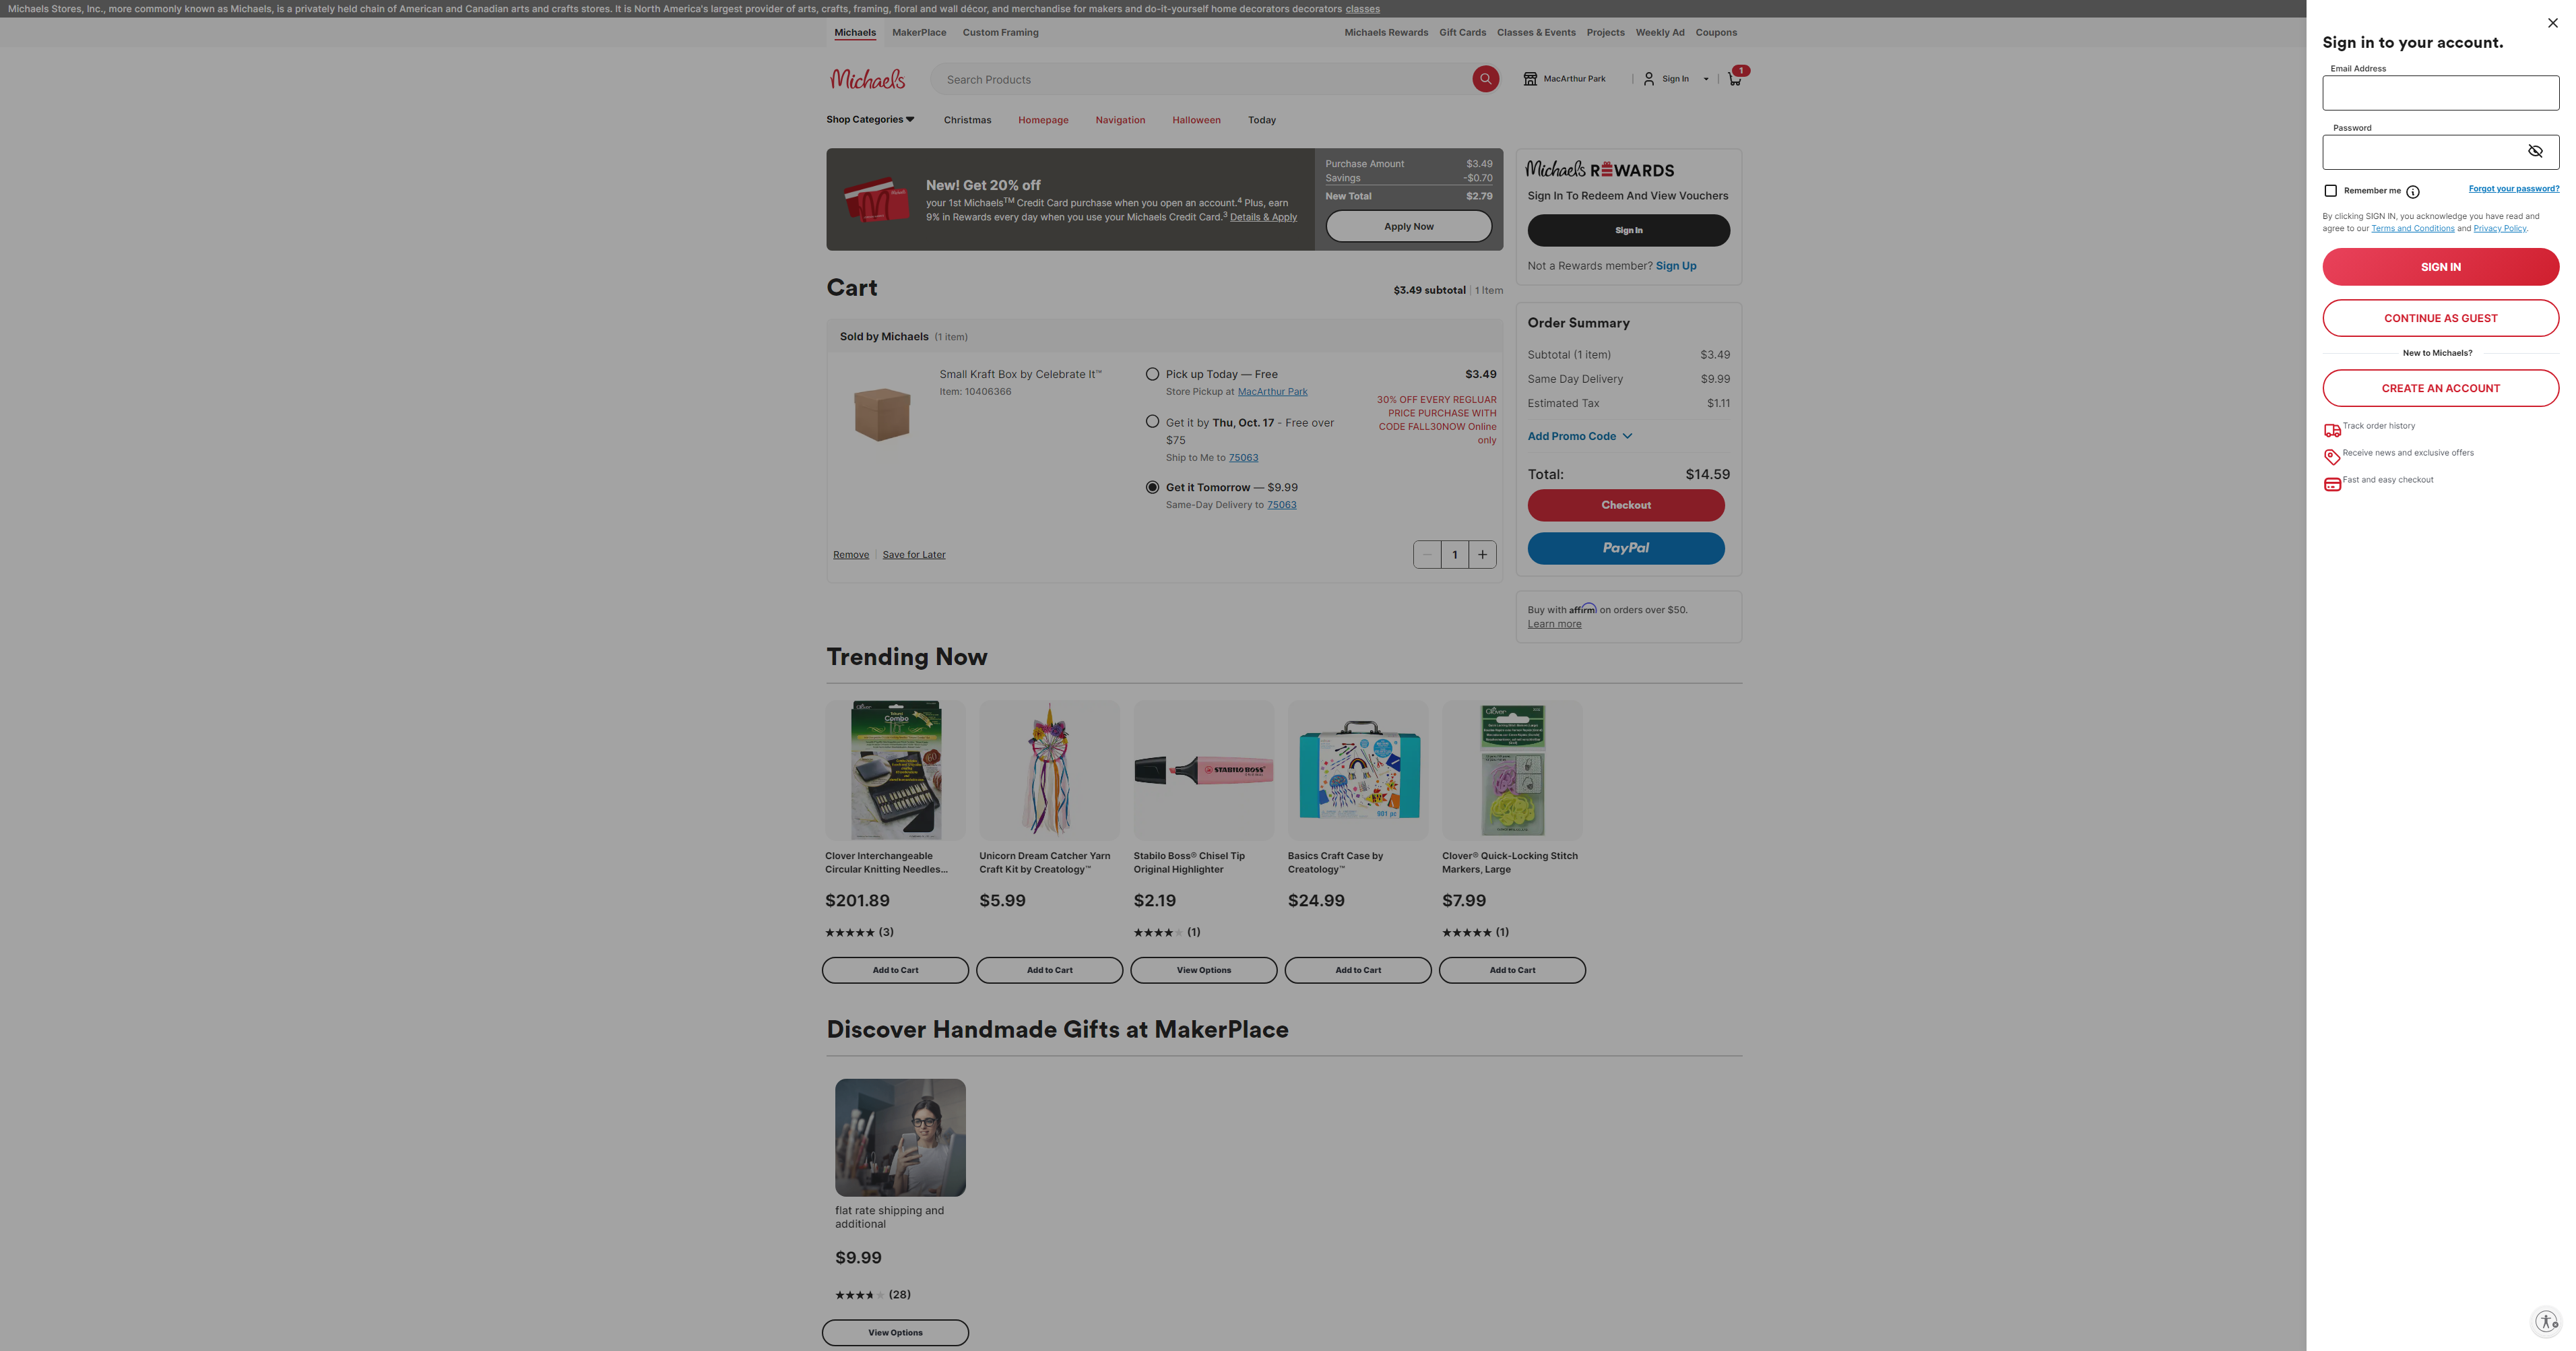 Michaels Stores, Inc., more commonly known as Michaels, is a privately held chain of American and Canadian arts and crafts stores. It is North America's largest provider of arts, crafts, framing, floral and wall décor, and merchandise for makers and do-it-yourself home decorators decorators classes
Michaels MakerPlace Custom Framing Michaels Rewards Gift Cards Classes & Events Projects Weekly Ad Coupons
Michaels Search Products MacArthur Park Sign In 1
Shop Categories Christmas Homepage Navigation Halloween Today
New! Get 20% off
your 1st Michaels™ Credit Card purchase when you open an account.⁴ Plus, earn
9% in Rewards every day when you use your Michaels Credit Card.³ Details & Apply
Purchase Amount $3.49
Savings -$0.70
New Total $2.79
Apply Now
Michaels REWARDS
Sign In To Redeem And View Vouchers
Sign In
Not a Rewards member? Sign Up
Cart $3.49 subtotal | 1 Item
Sold by Michaels (1 item)
Small Kraft Box by Celebrate It™
Item: 10406366
Pick up Today — Free
Store Pickup at MacArthur Park
Get it by Thu, Oct. 17 - Free over
$75
Ship to Me to 75063
Get it Tomorrow — $9.99
Same-Day Delivery to 75063
$3.49
30% OFF EVERY REGLUAR
PRICE PURCHASE WITH
CODE FALL30NOW Online
only
Remove | Save for Later
1
Order Summary
Subtotal (1 item) $3.49
Same Day Delivery $9.99
Estimated Tax $1.11
Add Promo Code
Total: $14.59
Checkout
PayPal
Buy with affirm on orders over $50.
Learn more
Trending Now
Clover
Combo
STABILO BOSS
901 pc
Clover
Clover Interchangeable
Circular Knitting Needles...
$201.89
(3)
Add to Cart
Unicorn Dream Catcher Yarn
Craft Kit by Creatology™
$5.99
Add to Cart
Stabilo Boss® Chisel Tip
Original Highlighter
$2.19
(1)
View Options
Basics Craft Case by
Creatology™
$24.99
Add to Cart
Clover® Quick-Locking Stitch
Markers, Large
$7.99
(1)
Add to Cart
Discover Handmade Gifts at MakerPlace
flat rate shipping and
additional
$9.99
(28)
View Options
Sign in to your account.
Email Address
Password
Remember me Forgot your password?
By clicking SIGN IN, you acknowledge you have read and
agree to our Terms and Conditions and Privacy Policy.
SIGN IN
CONTINUE AS GUEST
New to Michaels?
CREATE AN ACCOUNT
Track order history
Receive news and exclusive offers
Fast and easy checkout